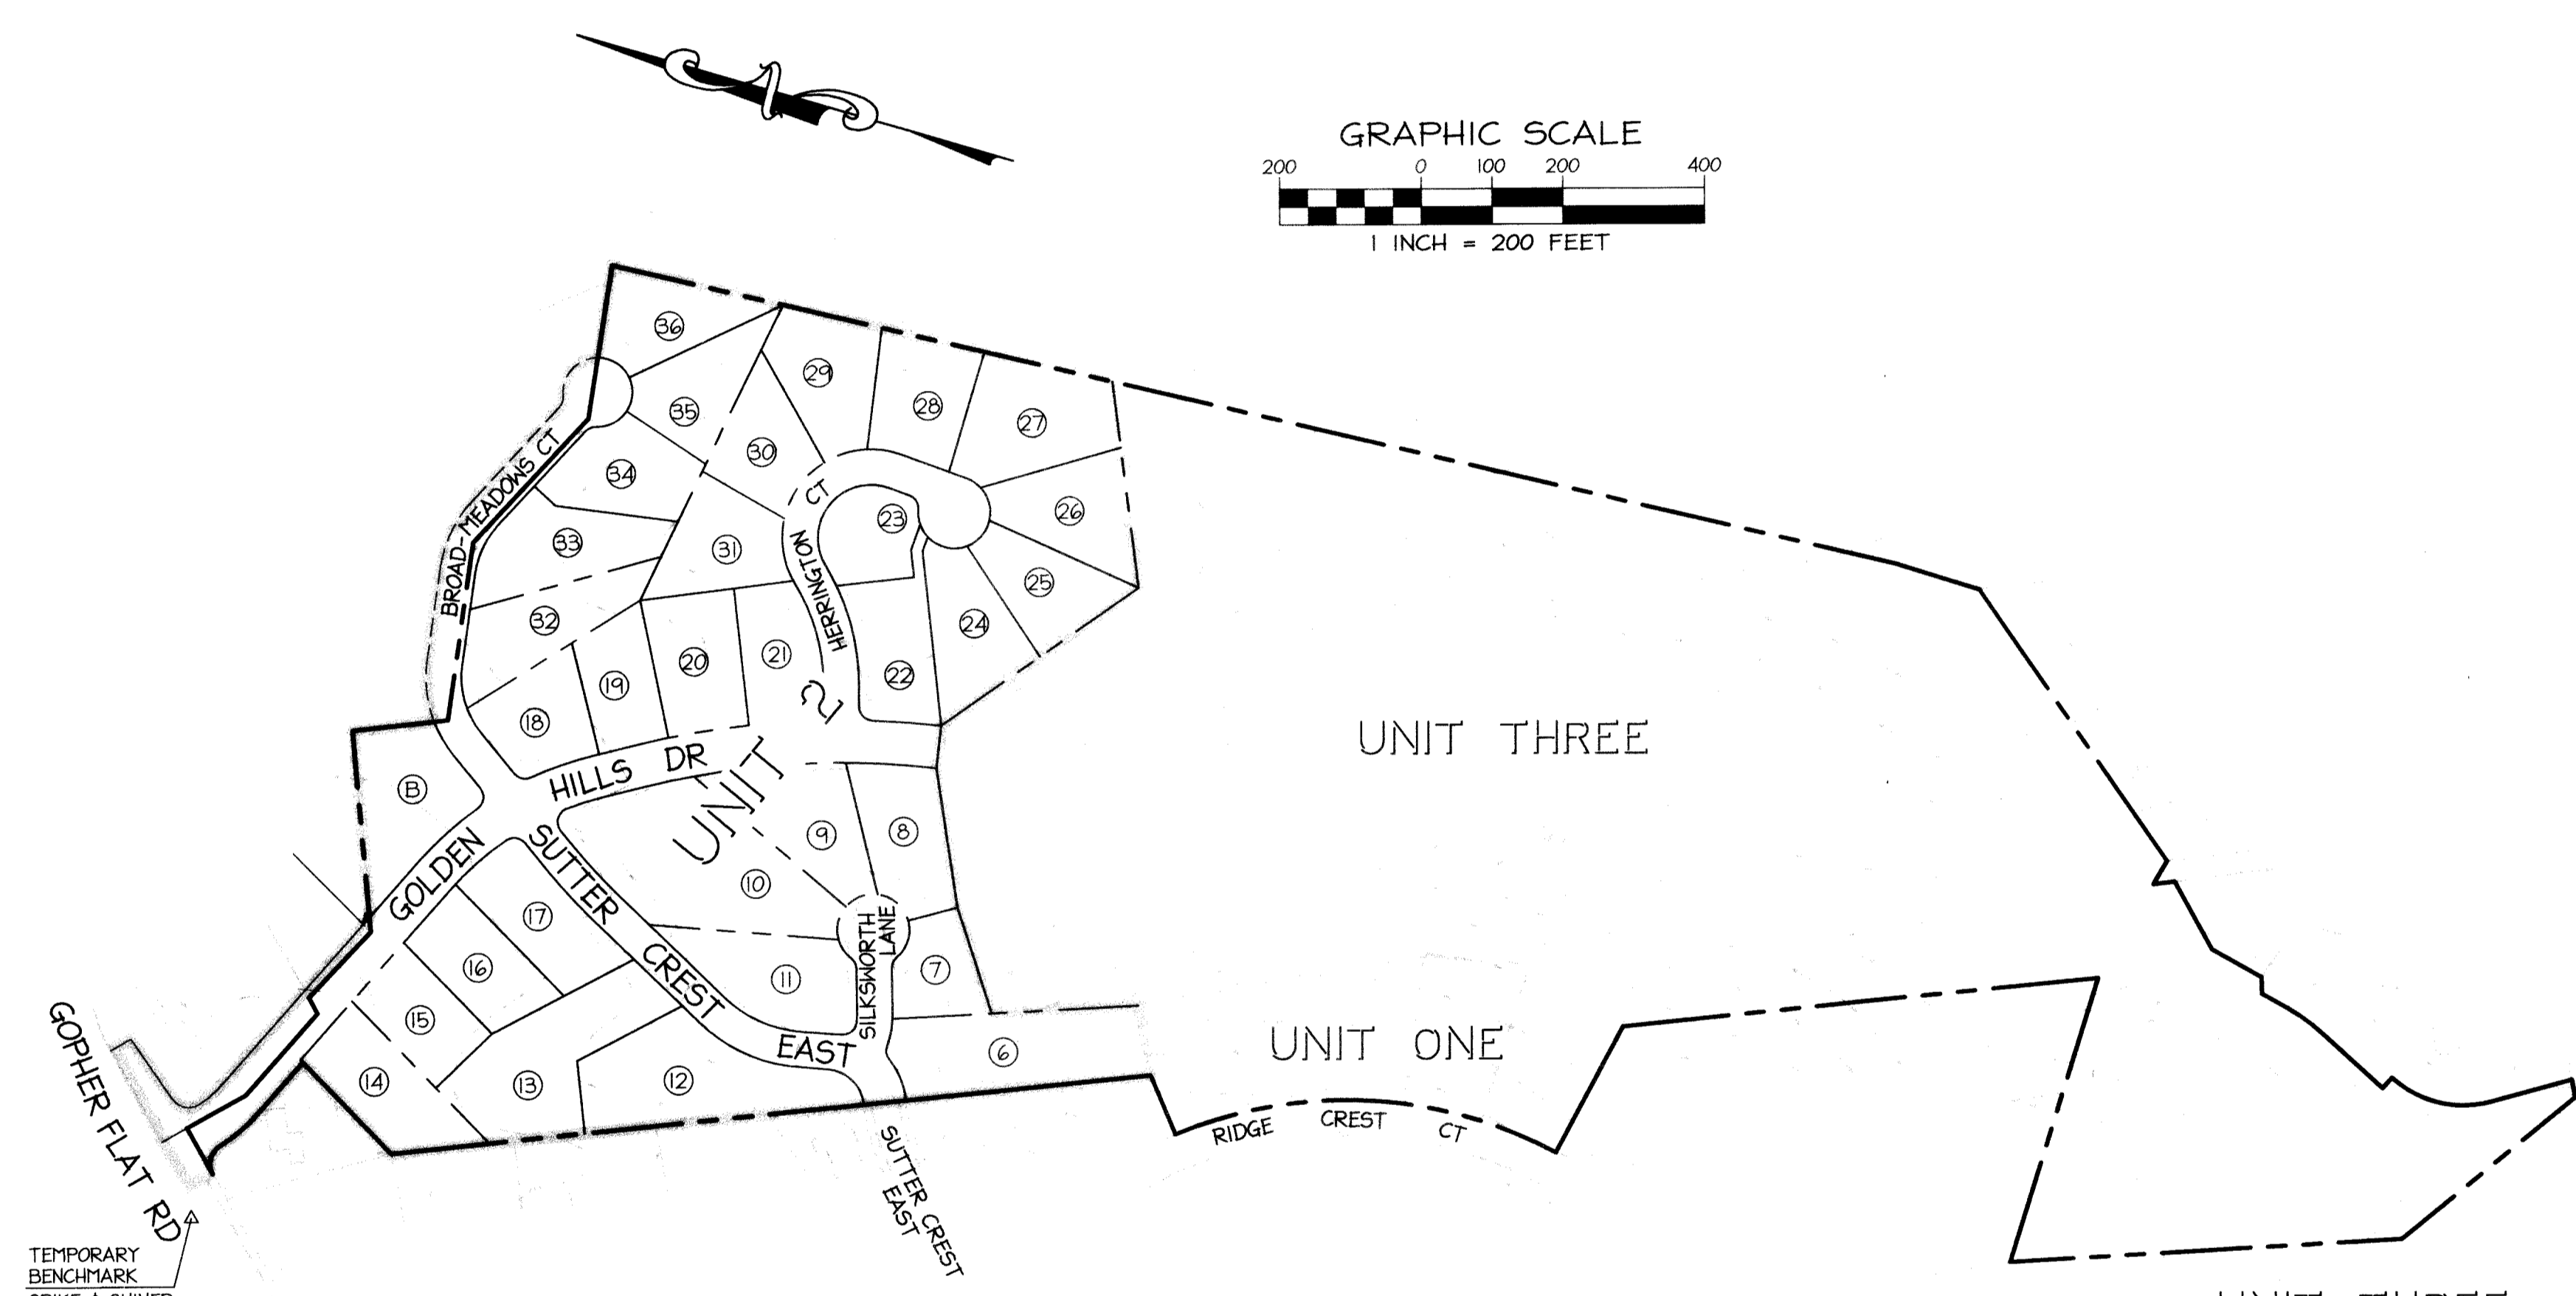 N
GRAPHIC SCALE
200 0 100 200 400
1 INCH = 200 FEET
36
29
35
28
27
30
34
BROAD-MEADOWS CT
CT
23
26
33
31
HERRINGTON
25
32
24
20
21
22
19
18
UNIT 2
HILLS DR
UNIT THREE
B
9
8
GOLDEN
SUTTER CREST EAST
10
17
SILKSWORTH
LANE
16
11
7
15
UNIT ONE
6
14
13
12
GOPHER FLAT RD
RIDGE CREST CT
SUTTER CREST
EAST
TEMPORARY
BENCHMARK